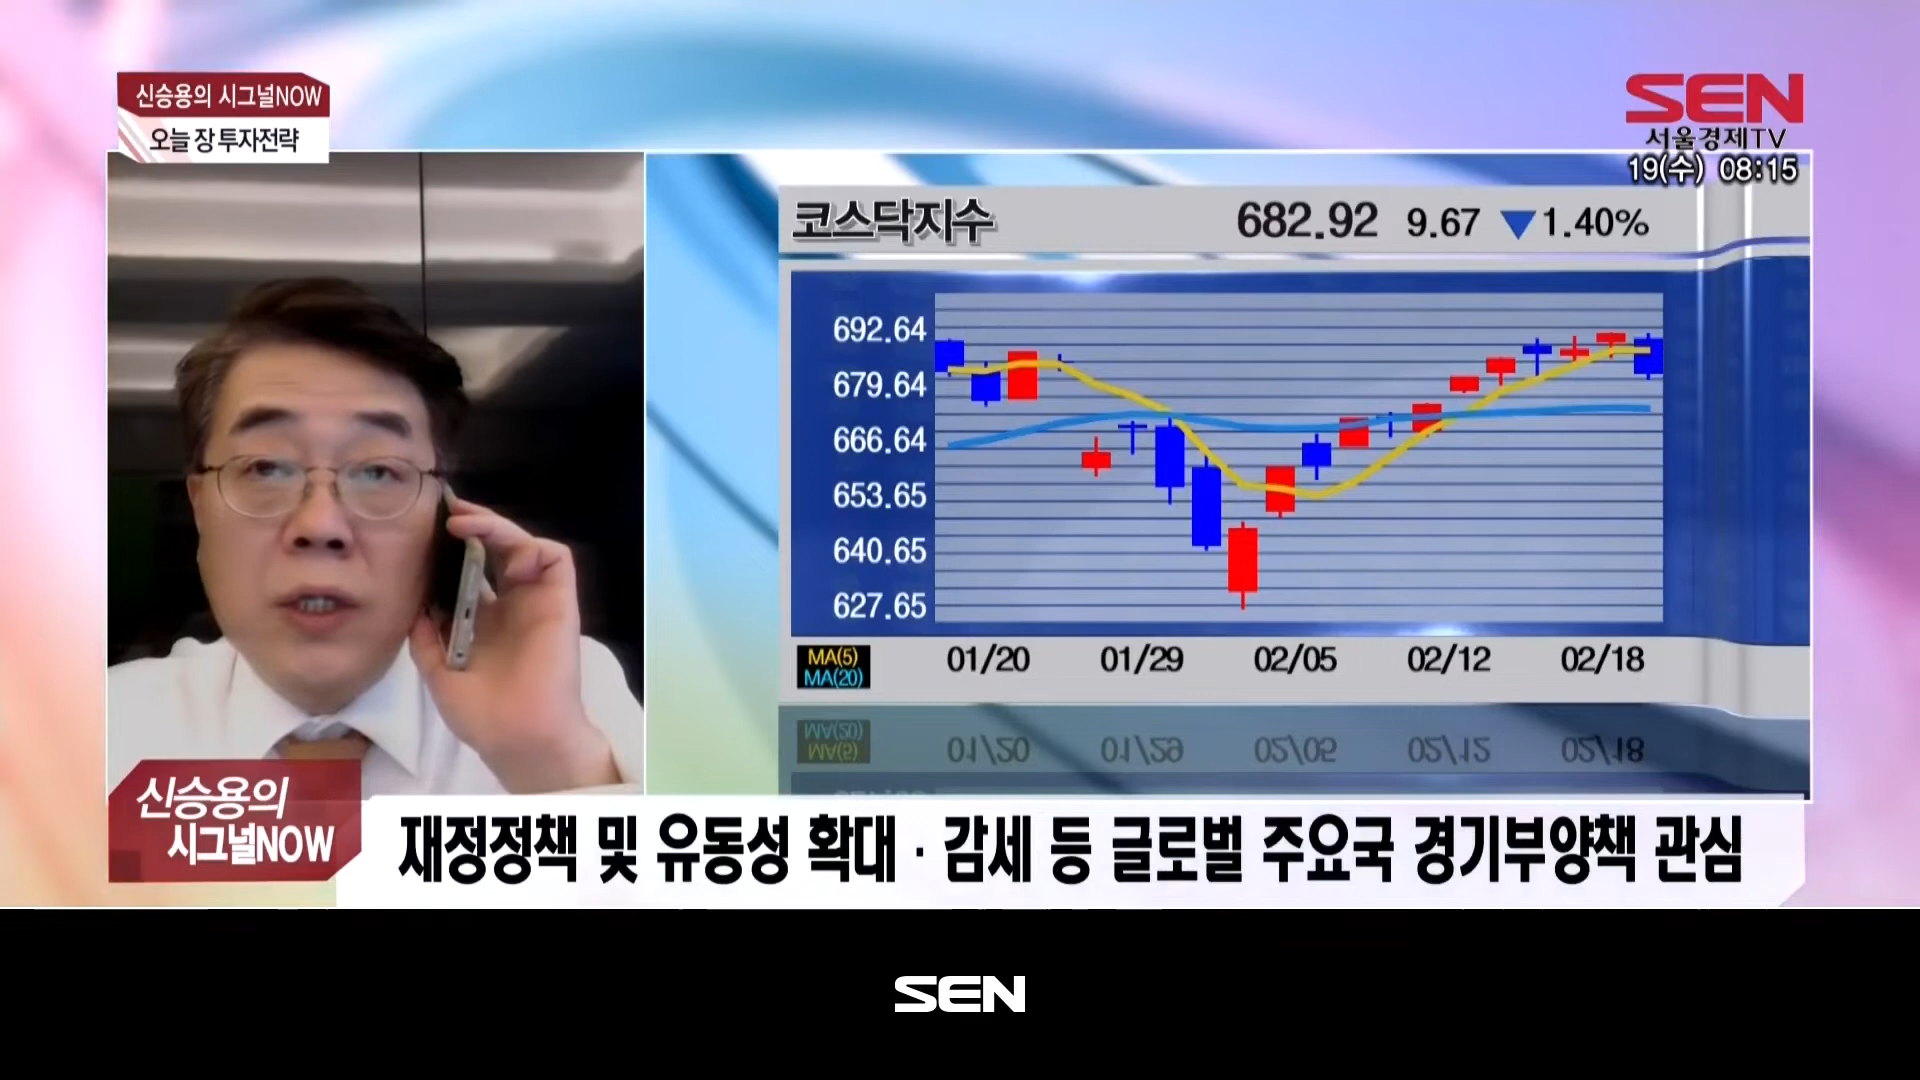 신승용의 시그널NOW
오늘 장 투자전략
SEN
서울경제TV
19(수) 08:15
코스닥지수 682.92 9.67 ▼1.40%
692.64
679.64
666.64
653.65
640.65
627.65
MA(5)
MA(20)
01/20 01/29 02/05 02/12 02/18
신승용의
시그널NOW
재정정책 및 유동성 확대·감세 등 글로벌 주요국 경기부양책 관심
SEN